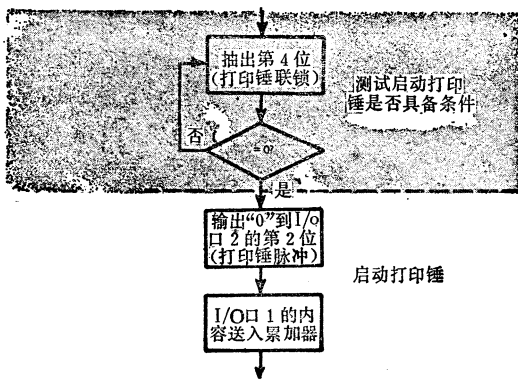 抽出第4位
(打印锤联锁)
测试启动打印
锤是否具备条件
否
= 0?
是
输出“0”到I/O
口2的第2位
(打印锤脉冲)
启动打印锤
I/O口1的内
容送入累加器